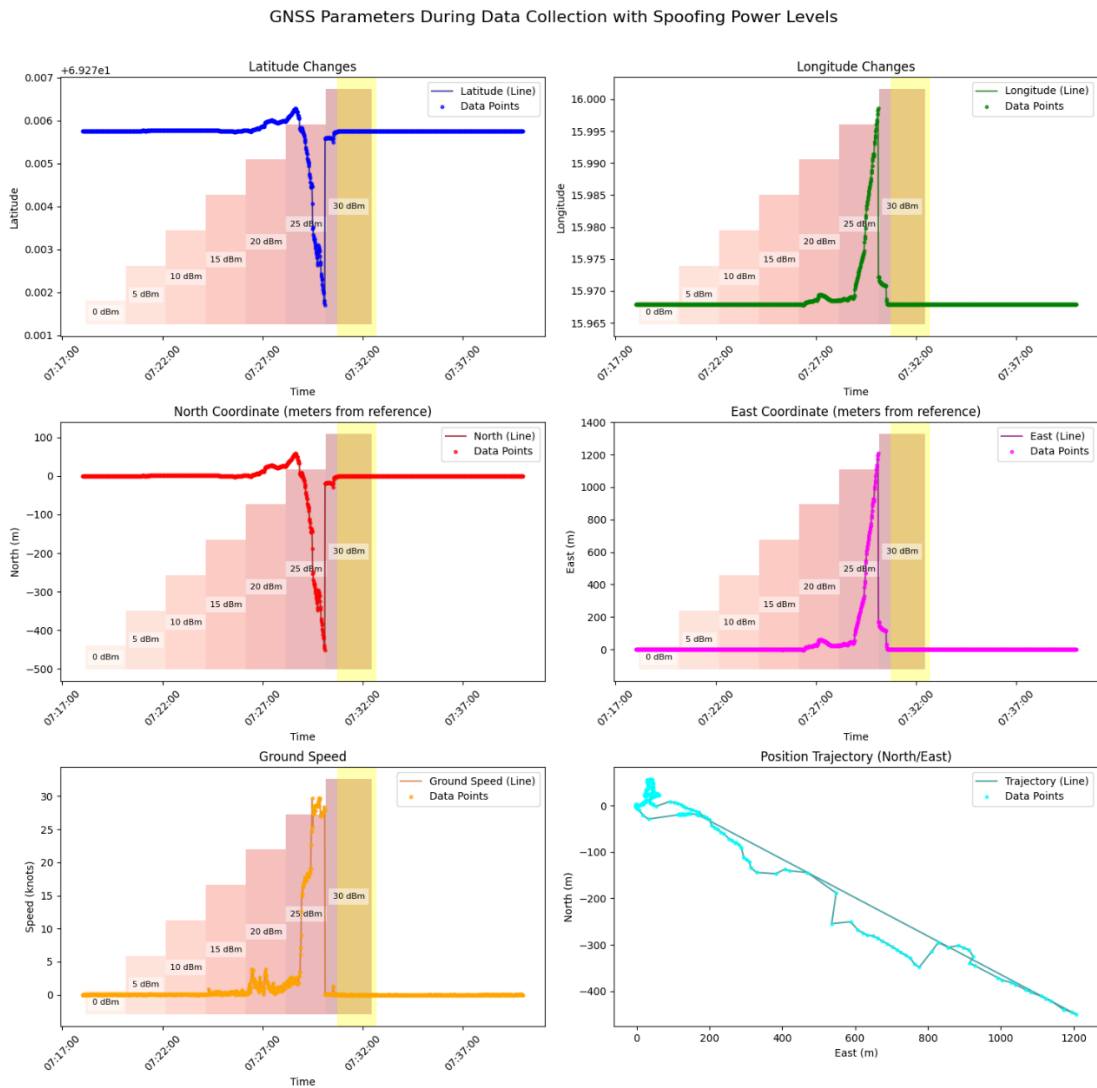 GNSS Parameters During Data Collection with Spoofing Power Levels
Latitude Changes
+6.927e1
0.007
0.006
0.005
0.004
0.003
0.002
0.001
Latitude
Latitude (Line)
Data Points
0 dBm
5 dBm
10 dBm
15 dBm
20 dBm
25 dBm
30 dBm
07:17:00
07:22:00
07:27:00
07:32:00
07:37:00
Time
Longitude Changes
16.000
15.995
15.990
15.985
15.980
15.975
15.970
15.965
Longitude
Longitude (Line)
Data Points
0 dBm
5 dBm
10 dBm
15 dBm
20 dBm
25 dBm
30 dBm
07:17:00
07:22:00
07:27:00
07:32:00
07:37:00
Time
North Coordinate (meters from reference)
100
0
−100
−200
−300
−400
−500
North (m)
North (Line)
Data Points
0 dBm
5 dBm
10 dBm
15 dBm
20 dBm
25 dBm
30 dBm
07:17:00
07:22:00
07:27:00
07:32:00
07:37:00
Time
East Coordinate (meters from reference)
1400
1200
1000
800
600
400
200
0
East (m)
East (Line)
Data Points
0 dBm
5 dBm
10 dBm
15 dBm
20 dBm
25 dBm
30 dBm
07:17:00
07:22:00
07:27:00
07:32:00
07:37:00
Time
Ground Speed
30
25
20
15
10
5
0
Speed (knots)
Ground Speed (Line)
Data Points
0 dBm
5 dBm
10 dBm
15 dBm
20 dBm
25 dBm
30 dBm
07:17:00
07:22:00
07:27:00
07:32:00
07:37:00
Time
Position Trajectory (North/East)
0
−100
−200
−300
−400
North (m)
Trajectory (Line)
Data Points
0
200
400
600
800
1000
1200
East (m)